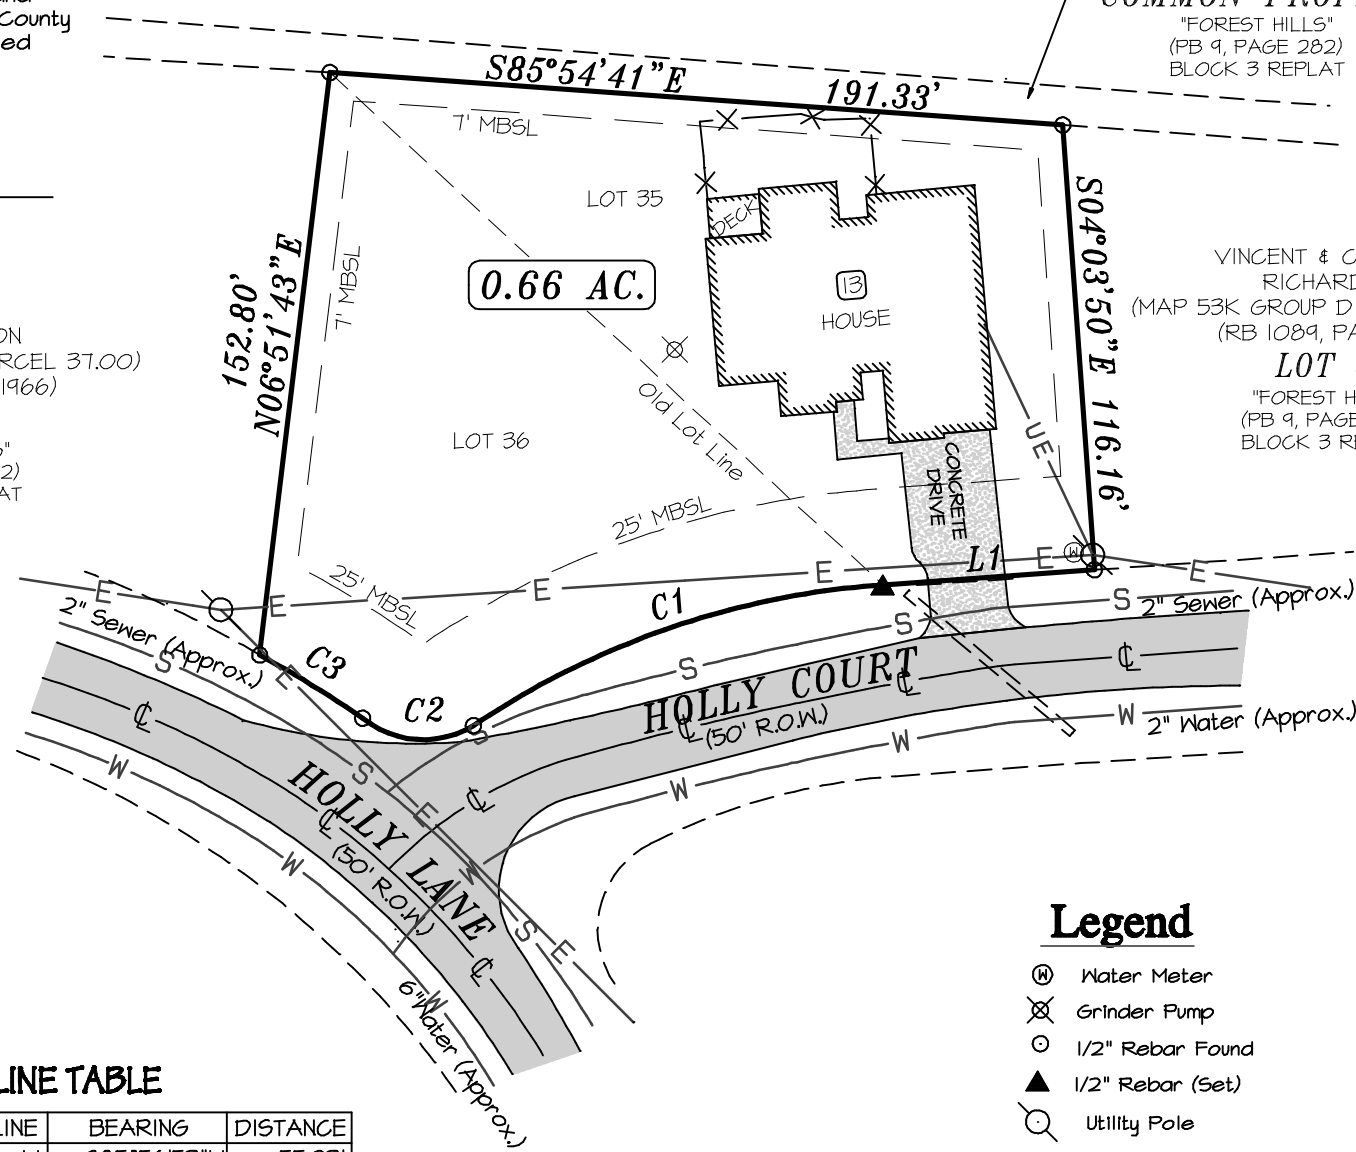 County
ed
"FOREST HILLS"
(PB 9, PAGE 282)
BLOCK 3 REPLAT
S85°54'41"E
191.33'
7' MBSL
LOT 35
DECK
S04°03'50"E 116.16'
152.80'
N06°51'43"E
7' MBSL
0.66 AC.
13
HOUSE
VINCENT & C
RICHARD
(MAP 53K GROUP D
(RB 1089, PA
LOT
"FOREST H
(PB 9, PAGE
BLOCK 3 RE
ON
RCEL 37.00)
1966)
"
2)
AT
Old Lot Line
LOT 36
UE
CONCRETE
DRIVE
25' MBSL
25' MBSL
L1
C1
C2
C3
E
E
E
E
E
E
E
E
E
W
2" Sewer (Approx.)
2" Sewer (Approx.)
S
S
S
S
S
S
S
HOLLY COURT
(50' R.O.W.)
2" Water (Approx.)
W
W
W
W
W
W
W
HOLLY LANE
(50' R.O.W.)
6" Water (Approx.)
Legend
W Water Meter
Grinder Pump
1/2" Rebar Found
1/2" Rebar (Set)
Utility Pole
LINE TABLE
LINE BEARING DISTANCE